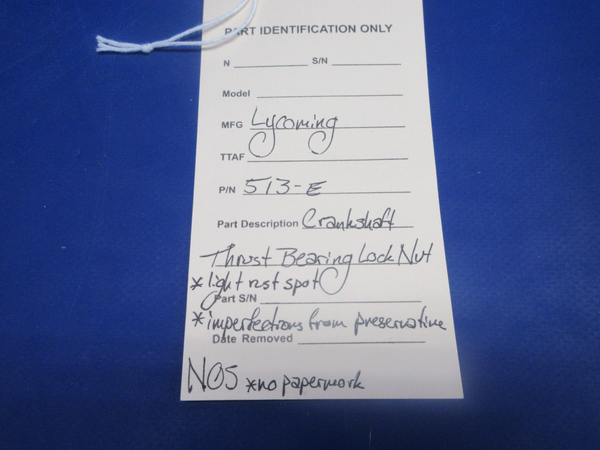 PART IDENTIFICATION ONLY
N S/N
Model
MFG Lycoming
TTAF
P/N 513-E
Part Description Crankshaft
Thrust Bearing Lock Nut
*light rust spot
Part S/N
*imperfections from preservative
Date Removed
NOS *no paperwork